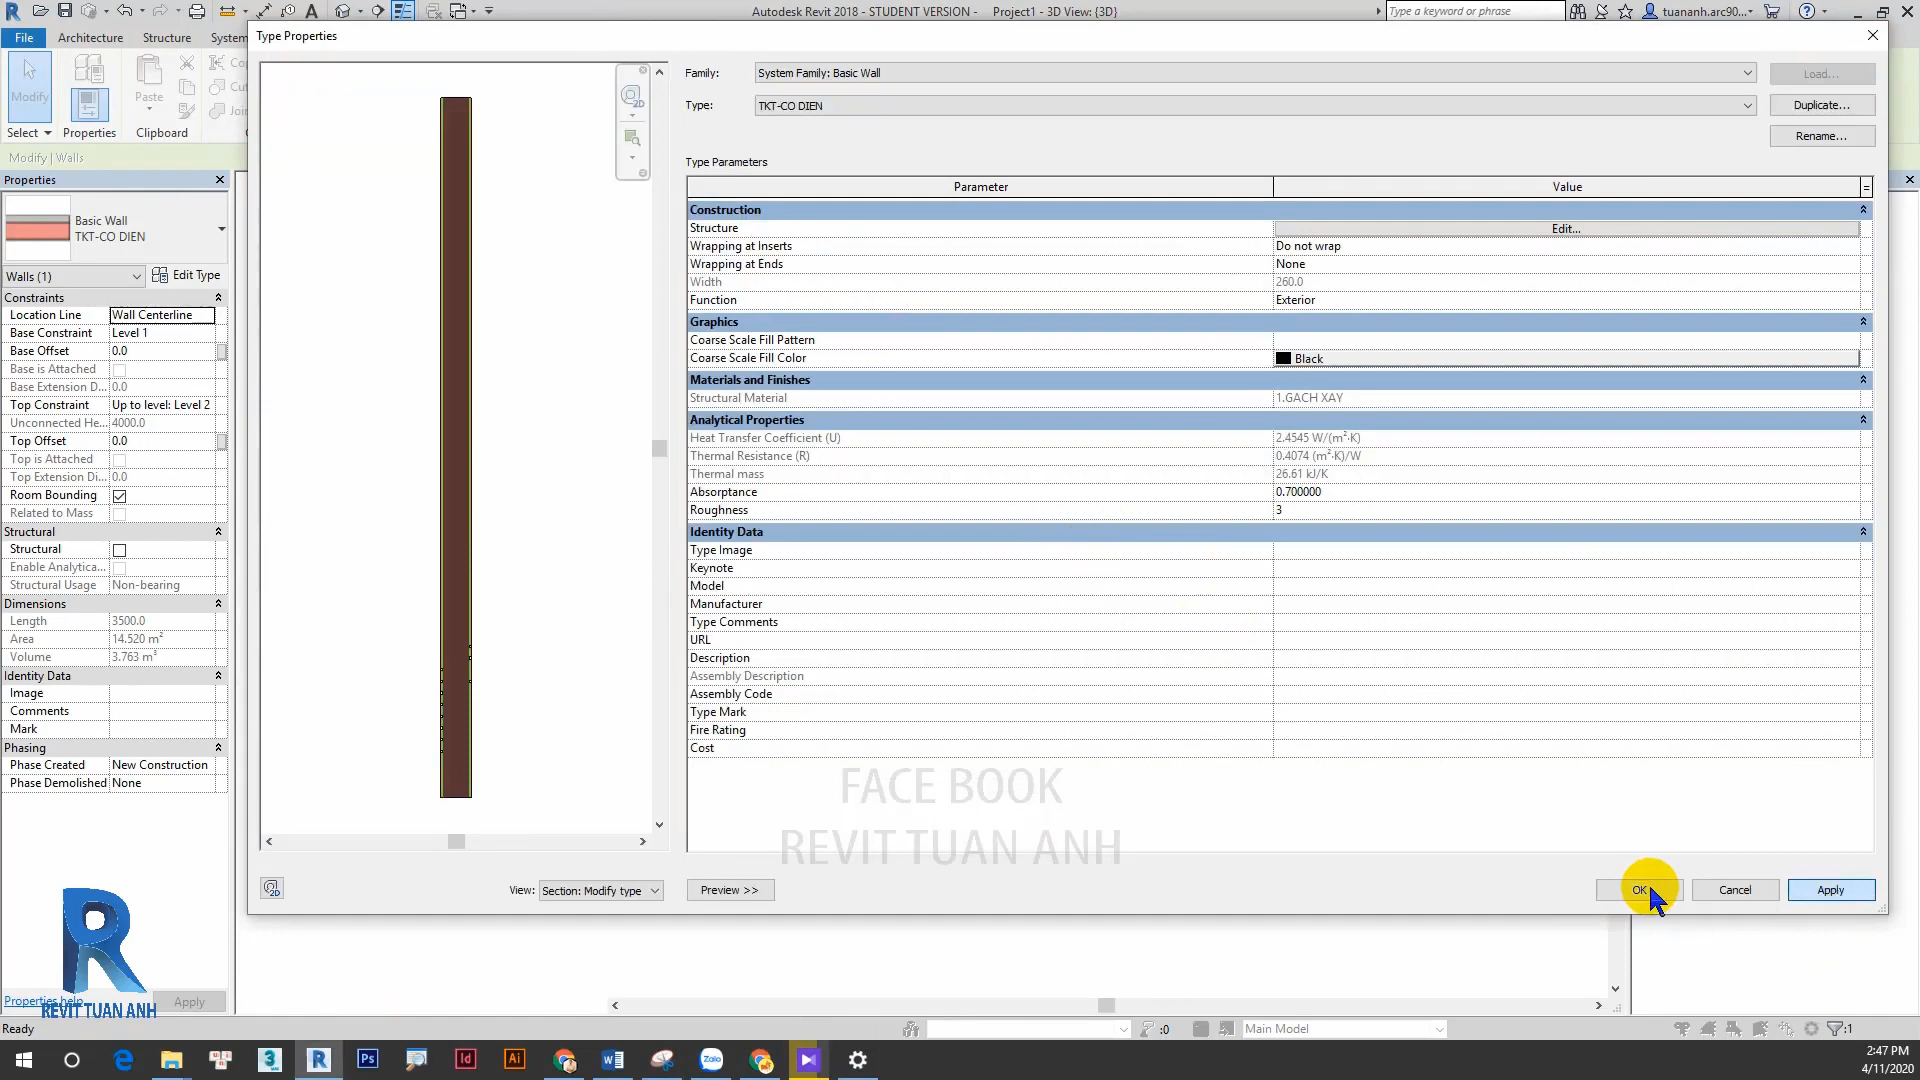 Autodesk Revit 2018 - STUDENT VERSION - Project1 - 3D View: {3D}
Type a keyword or phrase
tuananh.arc90...
File Architecture Structure System
Type Properties
Modify
Select
Properties
Paste
Clipboard
Co
Cu
Join
Modify | Walls
Properties
Basic Wall
TKT-CO DIEN
Walls (1)
Edit Type
Constraints
Location Line Wall Centerline
Base Constraint Level 1
Base Offset 0.0
Base is Attached
Base Extension D... 0.0
Top Constraint Up to level: Level 2
Unconnected He... 4000.0
Top Offset 0.0
Top is Attached
Top Extension Di... 0.0
Room Bounding
Related to Mass
Structural
Structural
Enable Analytica...
Structural Usage Non-bearing
Dimensions
Length 3500.0
Area 14.520 m²
Volume 3.763 m³
Identity Data
Image
Comments
Mark
Phasing
Phase Created New Construction
Phase Demolished None
Properties help
Apply
REVIT TUAN ANH
Family: System Family: Basic Wall Load...
Type: TKT-CO DIEN Duplicate...
Rename...
Type Parameters
Parameter Value =
Construction
Structure Edit...
Wrapping at Inserts Do not wrap
Wrapping at Ends None
Width 260.0
Function Exterior
Graphics
Coarse Scale Fill Pattern
Coarse Scale Fill Color Black
Materials and Finishes
Structural Material 1.GACH XAY
Analytical Properties
Heat Transfer Coefficient (U) 2.4545 W/(m²·K)
Thermal Resistance (R) 0.4074 (m²·K)/W
Thermal mass 26.61 kJ/K
Absorptance 0.700000
Roughness 3
Identity Data
Type Image
Keynote
Model
Manufacturer
Type Comments
URL
Description
Assembly Description
Assembly Code
Type Mark
Fire Rating
Cost
FACE BOOK
REVIT TUAN ANH
View: Section: Modify type Preview >> OK Cancel Apply
Ready
:0
Main Model
:1
2:47 PM
4/11/2020